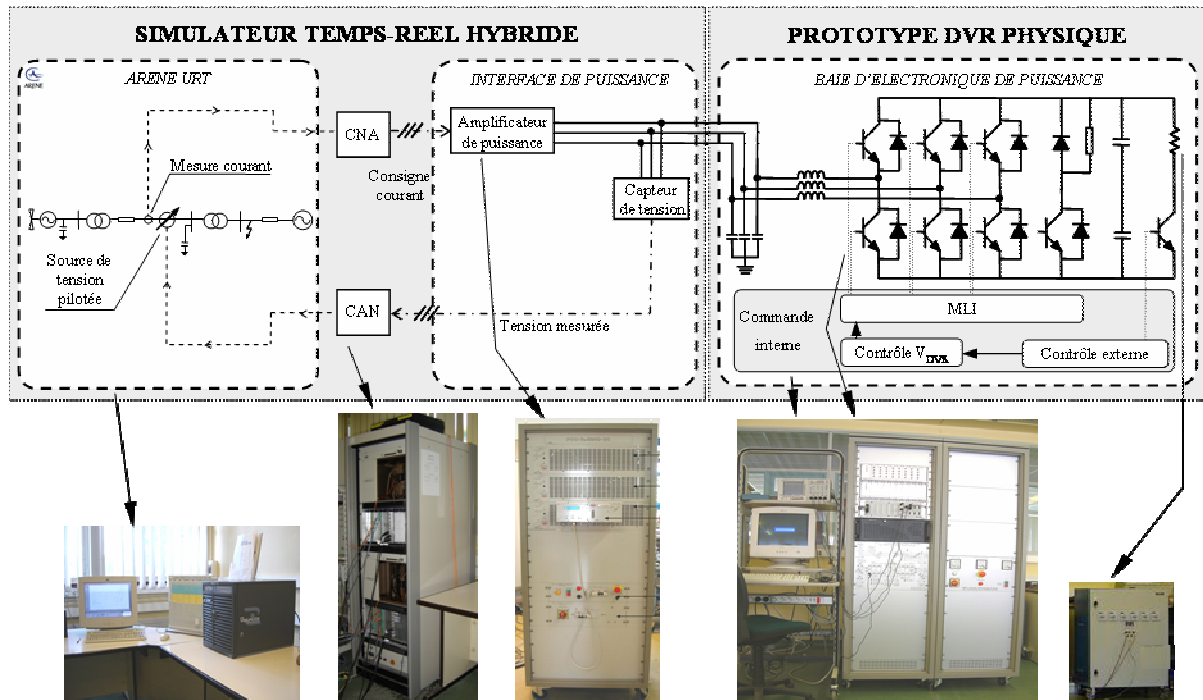 SIMULATEUR TEMPS-REEL HYBRIDE
PROTOTYPE DVR PHYSIQUE
ARENE URT
INTERFACE DE PUISSANCE
BAIE D'ELECTRONIQUE DE PUISSANCE
ARENE
CNA
Amplificateur
de puissance
Mesure courant
Consigne
courant
Capteur
de tension
Source de
tension
pilotée
CAN
Tension mesurée
Commande
interne
MLI
Contrôle VDVR
Contrôle externe